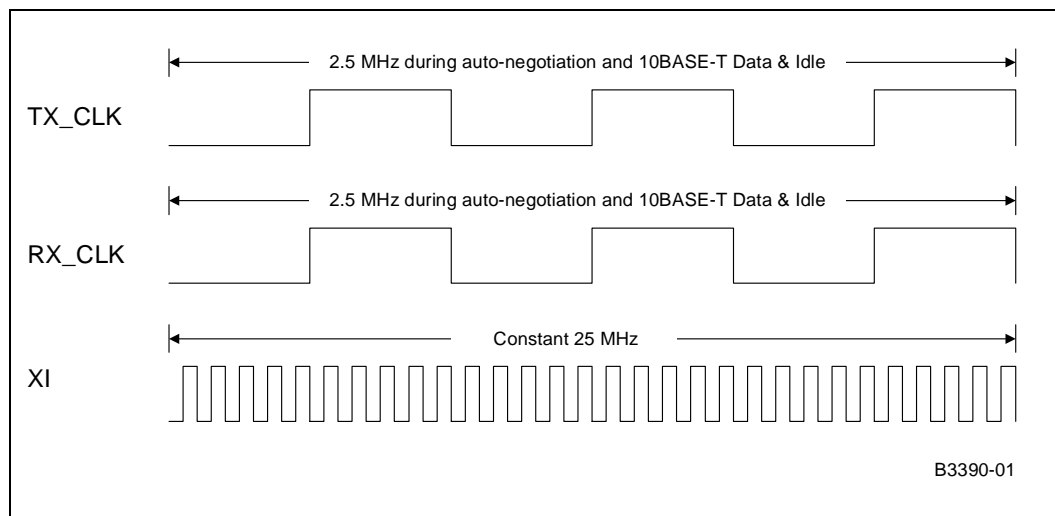 2.5 MHz during auto-negotiation and 10BASE-T Data & Idle
TX_CLK
2.5 MHz during auto-negotiation and 10BASE-T Data & Idle
RX_CLK
Constant 25 MHz
XI
B3390-01